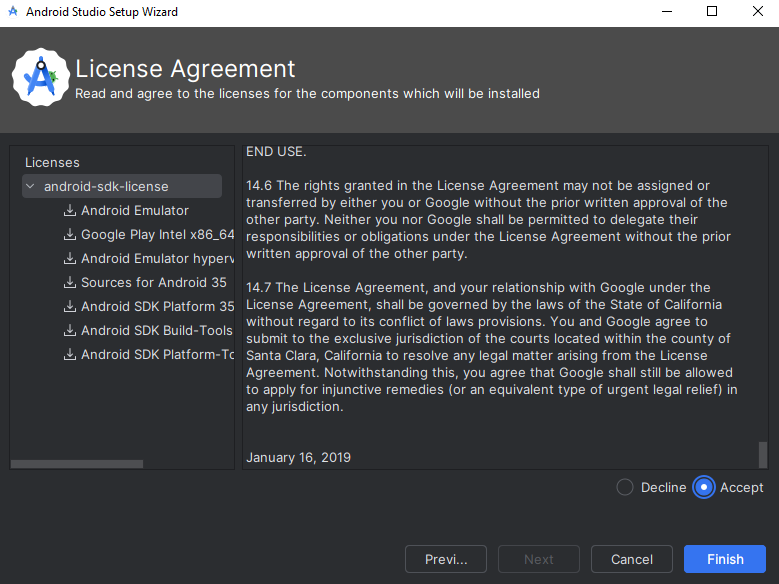 Android Studio Setup Wizard
License Agreement
Read and agree to the licenses for the components which will be installed
Licenses
android-sdk-license
Android Emulator
Google Play Intel x86_64
Android Emulator hyperv
Sources for Android 35
Android SDK Platform 35
Android SDK Build-Tools
Android SDK Platform-To
END USE.
14.6 The rights granted in the License Agreement may not be assigned or
transferred by either you or Google without the prior written approval of the
other party. Neither you nor Google shall be permitted to delegate their
responsibilities or obligations under the License Agreement without the prior
written approval of the other party.
14.7 The License Agreement, and your relationship with Google under the
License Agreement, shall be governed by the laws of the State of California
without regard to its conflict of laws provisions. You and Google agree to
submit to the exclusive jurisdiction of the courts located within the county of
Santa Clara, California to resolve any legal matter arising from the License
Agreement. Notwithstanding this, you agree that Google shall still be allowed
to apply for injunctive remedies (or an equivalent type of urgent legal relief) in
any jurisdiction.
January 16, 2019
Decline
Accept
Previ...
Next
Cancel
Finish